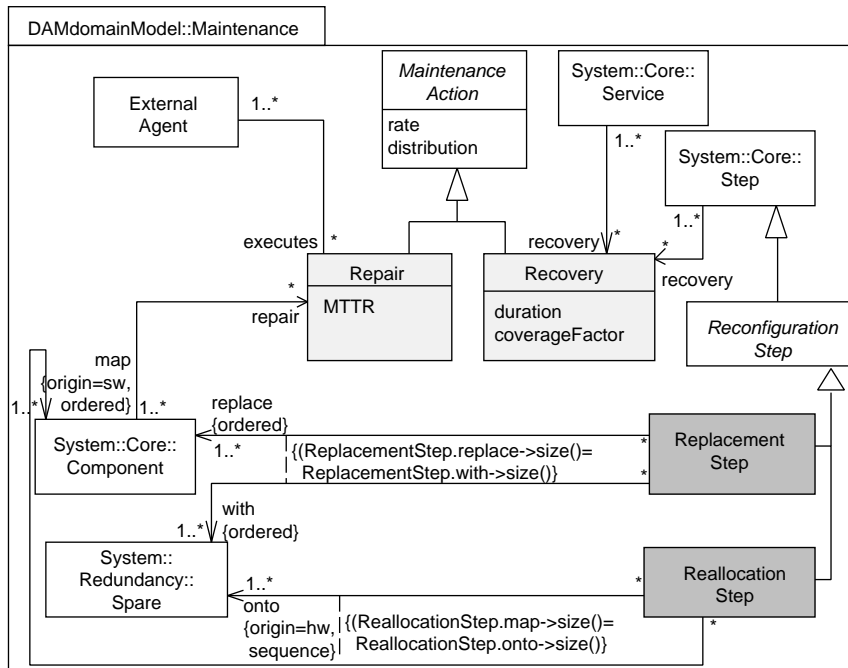 DAMdomainModel::Maintenance
Maintenance
Action
rate
distribution
System::Core::
Service
External
Agent
1..*
1..*
System::Core::
Step
1..*
executes
*
recovery
*
*
recovery
Repair
MTTR
Recovery
duration
coverageFactor
*
repair
Reconfiguration
Step
map
{origin=sw,
ordered}
1..*
1..*
replace
{ordered}
1..*
System::Core::
Component
*
{(ReplacementStep.replace->size()=
ReplacementStep.with->size()}
*
Replacement
Step
with
{ordered}
1..*
System::
Redundancy::
Spare
1..*
onto
{origin=hw,
sequence}
*
{(ReallocationStep.map->size()=
ReallocationStep.onto->size()}
*
Reallocation
Step